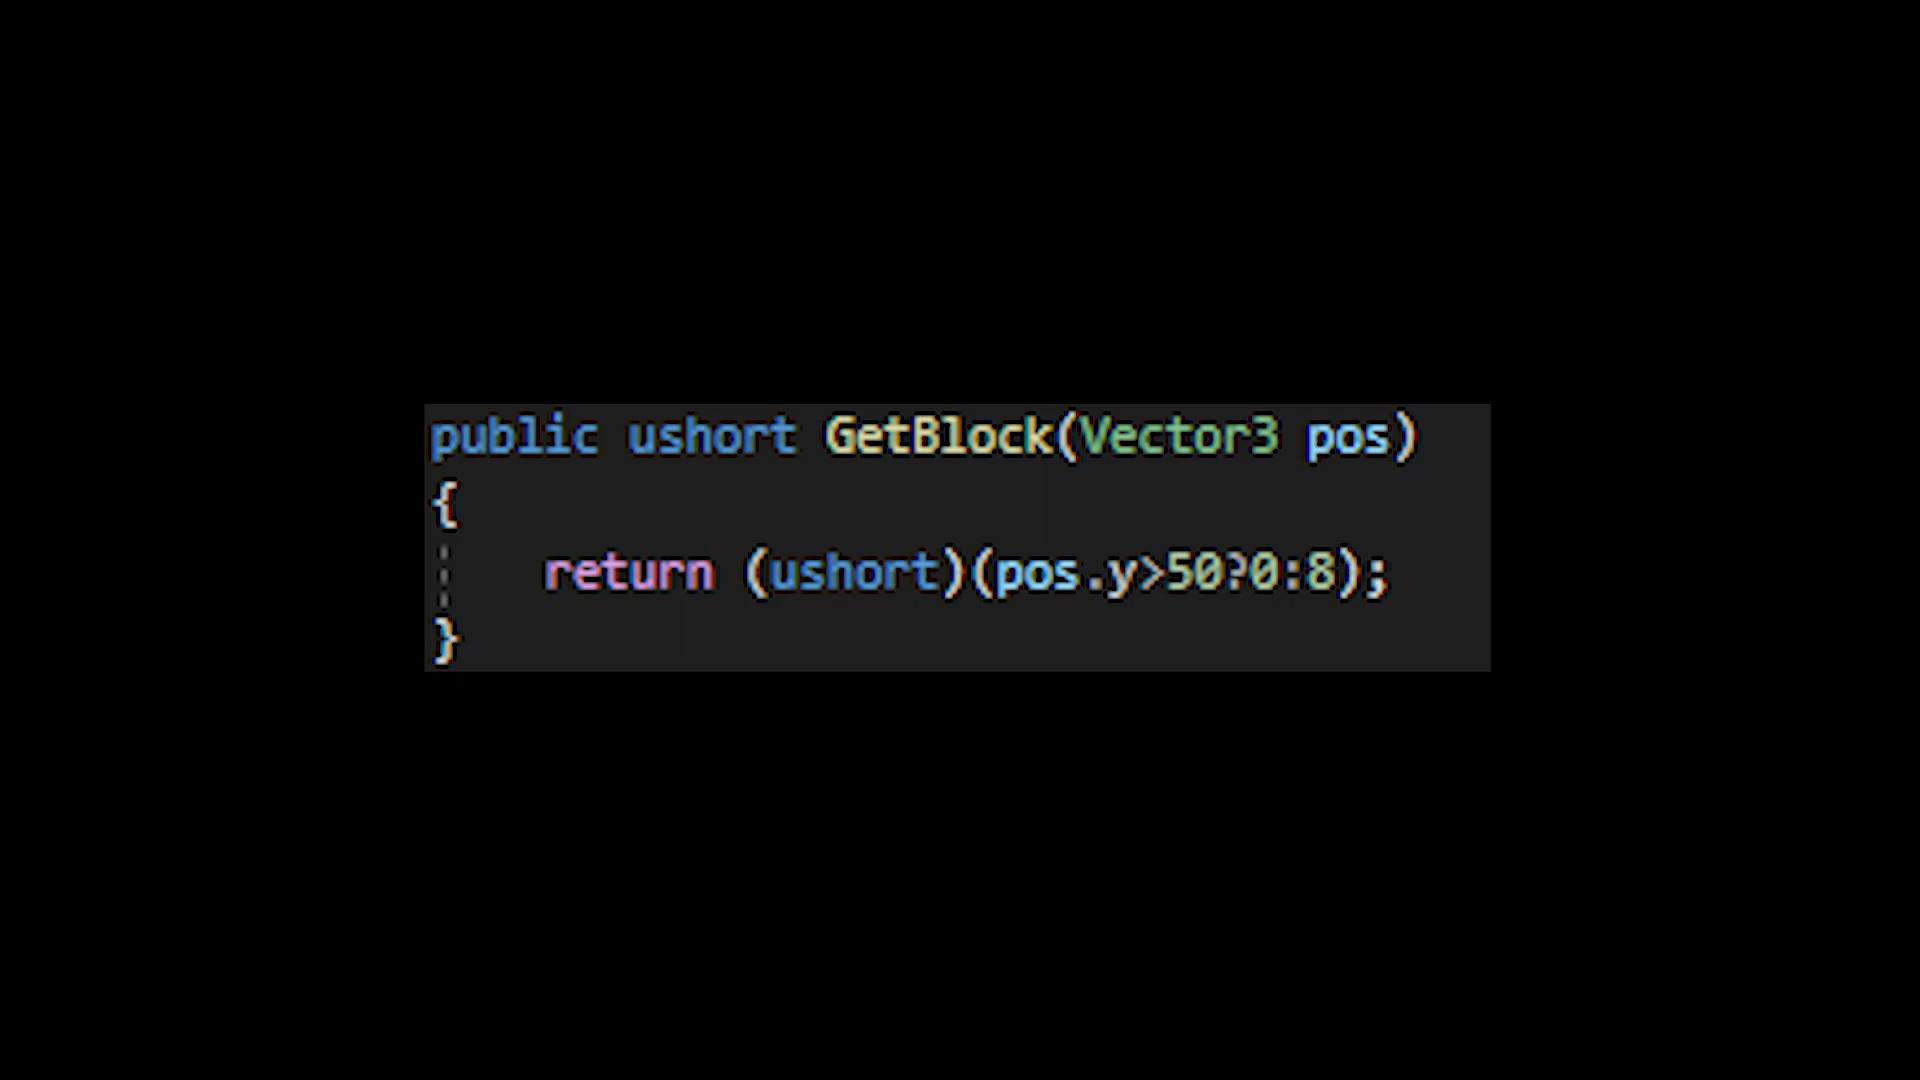 public ushort GetBlock(Vector3 pos)
{
return (ushort)(pos.y>50?0:8);
}